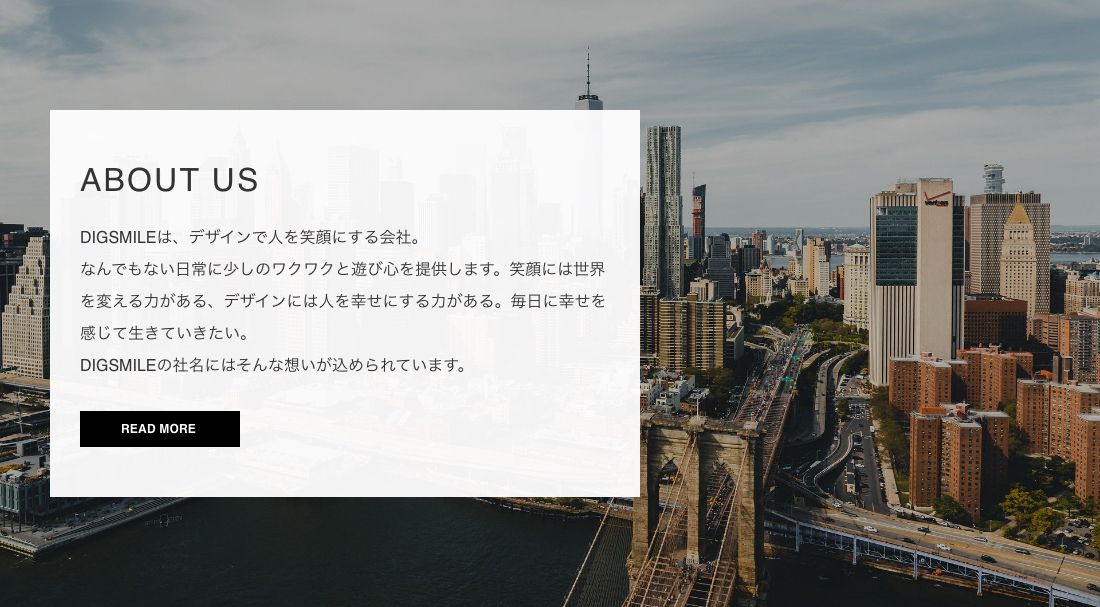 ABOUT US
DIGSMILEは、デザインで人を笑顔にする会社。
なんでもない日常に少しのワクワクと遊び心を提供します。笑顔には世界
を変える力がある、デザインには人を幸せにする力がある。毎日に幸せを
感じて生きていきたい。
DIGSMILEの社名にはそんな想いが込められています。
READ MORE
verizon